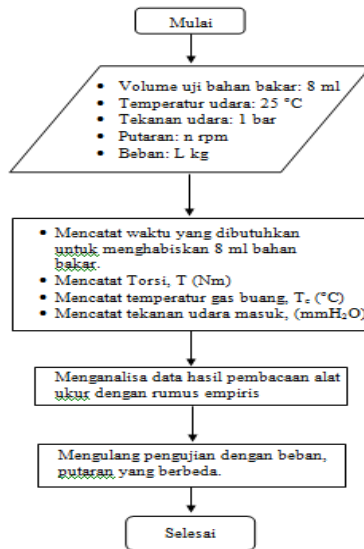 Mulai
• Volume uji bahan bakar: 8 ml
• Temperatur udara: 25 °C
• Tekanan udara: 1 bar
• Putaran: n rpm
• Beban: L kg
• Mencatat waktu yang dibutuhkan
untuk menghabiskan 8 ml bahan
bakar.
• Mencatat Torsi, T (Nm)
• Mencatat temperatur gas buang, Tₑ (°C)
• Mencatat tekanan udara masuk, (mmH₂O)
Menganalisa data hasil pembacaan alat
ukur dengan rumus empiris
Mengulang pengujian dengan beban,
putaran yang berbeda.
Selesai